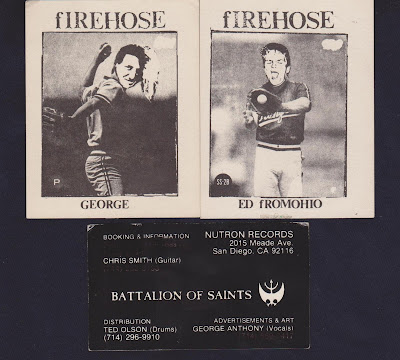 fIREHOSE
P
GEORGE
fIREHOSE
SS-2B
ED fROMOHIO
BOOKING & INFORMATION
NUTRON RECORDS
2015 Meade Ave.
San Diego, CA 92116
CHRIS SMITH (Guitar)
BATTALION OF SAINTS
DISTRIBUTION
TED OLSON (Drums)
(714) 296-9910
ADVERTISEMENTS & ART
GEORGE ANTHONY (Vocals)